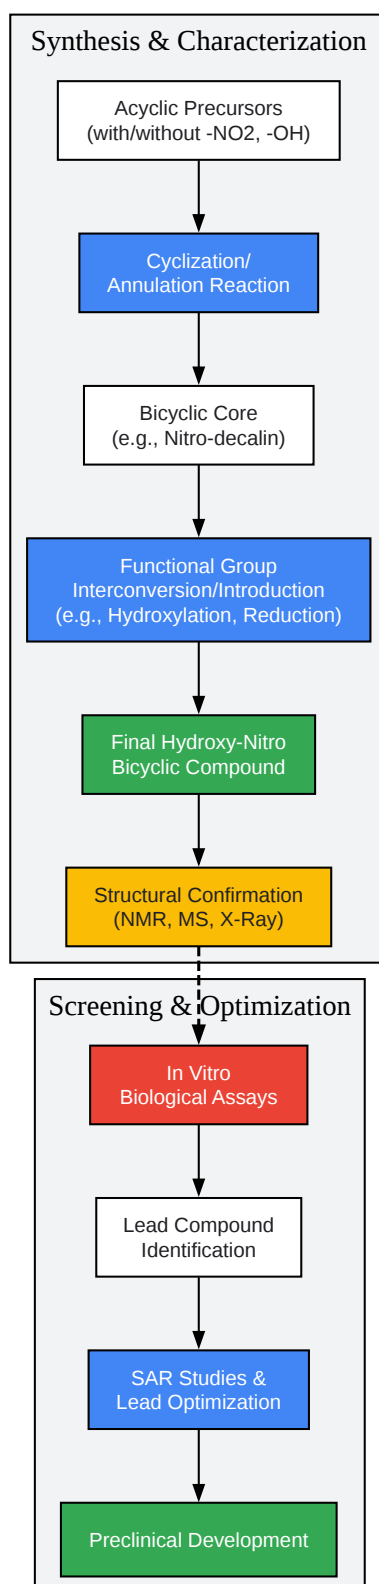 Synthesis & Characterization
Acyclic Precursors
(with/without -NO2, -OH)
Cyclization/
Annulation Reaction
Bicyclic Core
(e.g., Nitro-decalin)
Functional Group
Interconversion/Introduction
(e.g., Hydroxylation, Reduction)
Final Hydroxy-Nitro
Bicyclic Compound
Structural Confirmation
(NMR, MS, X-Ray)
Screening & Optimization
In Vitro
Biological Assays
Lead Compound
Identification
SAR Studies &
Lead Optimization
Preclinical Development